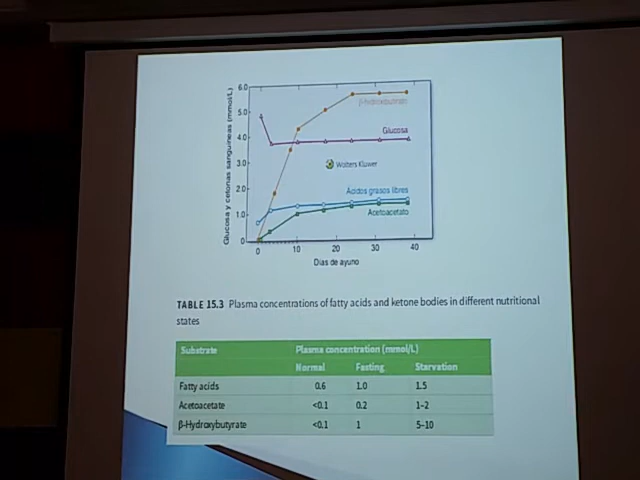 Glucosa y cetonas sanguíneas (mmol/L)
6.0
5.0
4.0
3.0
2.0
1.0
0
β-hydroxybutirato
Glucosa
Wolters Kluwer
Ácidos grasos libres
Acetoacetato
0 10 20 30 40
Días de ayuno
TABLE 15.3 Plasma concentrations of fatty acids and ketone bodies in different nutritional
states
Substrate Plasma concentration (mmol/L)
Normal Fasting Starvation
Fatty acids 0.6 1.0 1.5
Acetoacetate <0.1 0.2 1–2
β-Hydroxybutyrate <0.1 1 5–10